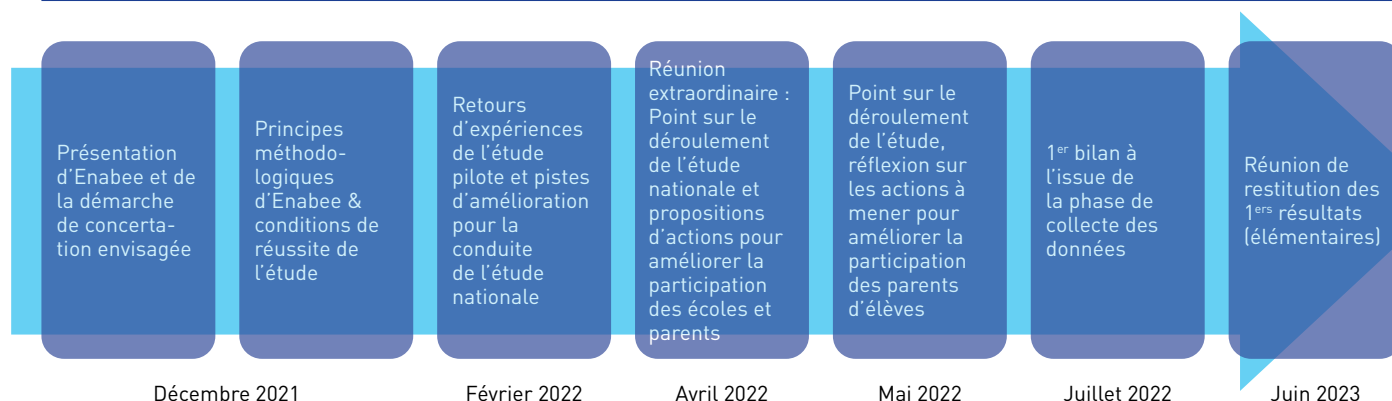 Présentation
d'Enabee et de
la démarche
de concerta-
tion envisagée
Principes
méthodo-
logiques
d'Enabee &
conditions de
réussite de
l'étude
Retours
d'expériences
de l'étude
pilote et pistes
d'amélioration
pour la
conduite
de l'étude
nationale
Réunion
extraordinaire :
Point sur le
déroulement
de l'étude
nationale et
propositions
d'actions pour
améliorer la
participation
des écoles et
parents
Point sur le
déroulement
de l'étude,
réflexion sur
les actions à
mener pour
améliorer la
participation
des parents
d'élèves
1er bilan à
l'issue de
la phase de
collecte des
données
Réunion de
restitution des
1ers résultats
(élémentaires)
Décembre 2021
Février 2022
Avril 2022
Mai 2022
Juillet 2022
Juin 2023